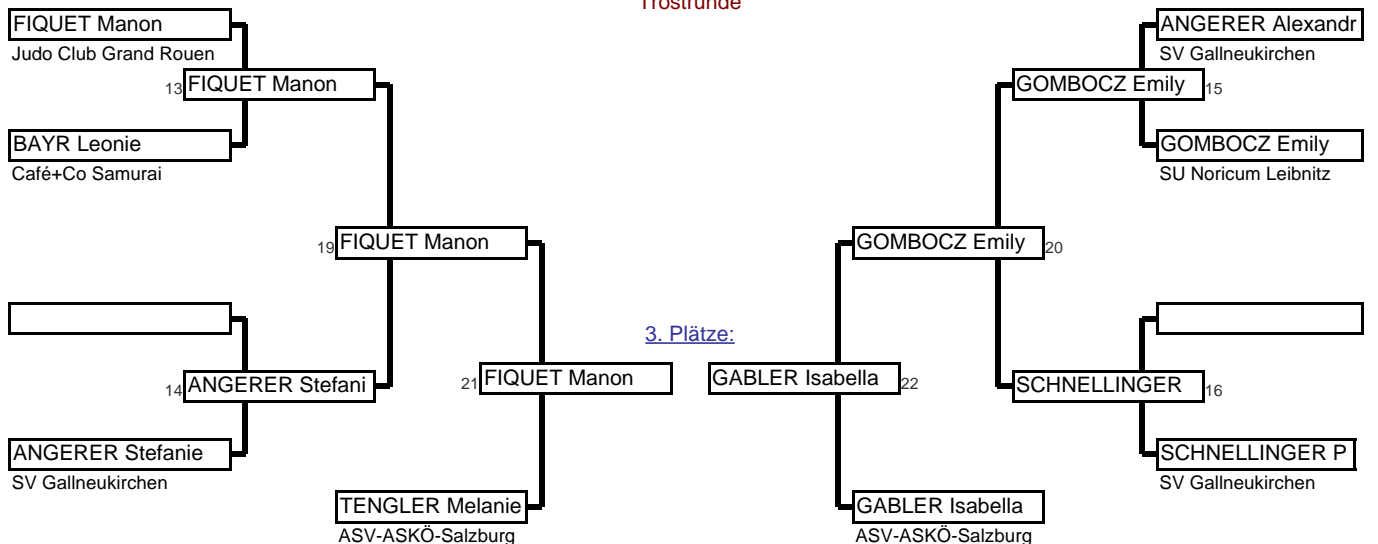 Trostrunde
FIQUET Manon
ANGERER Alexandr
Judo Club Grand Rouen
SV Gallneukirchen
13 FIQUET Manon
GOMBOCZ Emily 15
BAYR Leonie
GOMBOCZ Emily
Café+Co Samurai
SU Noricum Leibnitz
19 FIQUET Manon
GOMBOCZ Emily 20
3. Plätze:
14 ANGERER Stefani
21 FIQUET Manon
GABLER Isabella 22
SCHNELLINGER 16
ANGERER Stefanie
SCHNELLINGER P
SV Gallneukirchen
SV Gallneukirchen
TENGLER Melanie
GABLER Isabella
ASV-ASKÖ-Salzburg
ASV-ASKÖ-Salzburg